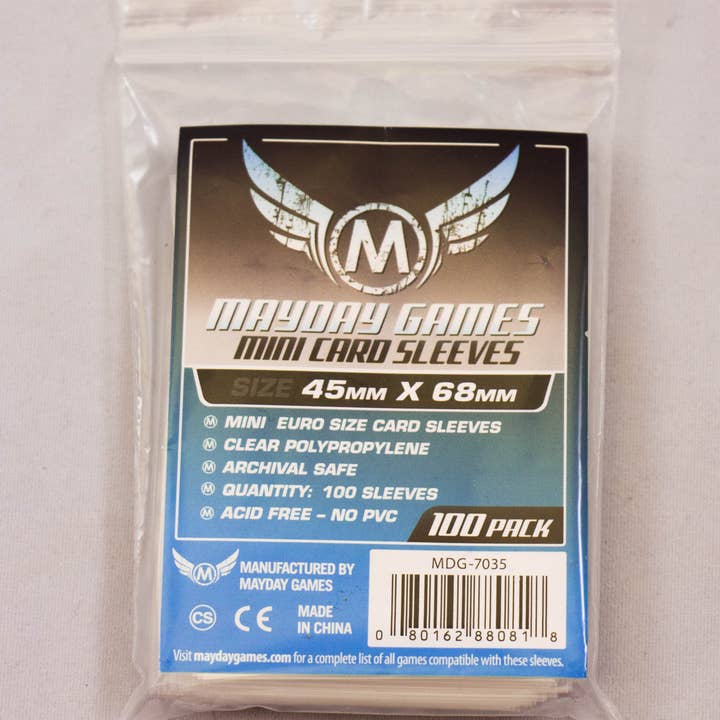 M
MAYDAY GAMES
MINI CARD SLEEVES
SIZE 45MM X 68MM
M MINI EURO SIZE CARD SLEEVES
M CLEAR POLYPROPYLENE
M ARCHIVAL SAFE
M QUANTITY: 100 SLEEVES
M ACID FREE – NO PVC
100 PACK
M MANUFACTURED BY
MAYDAY GAMES
CS CE MADE
IN CHINA
MDG-7035
0 80162 88081 8
Visit maydaygames.com for a complete list of all games compatible with these sleeves.